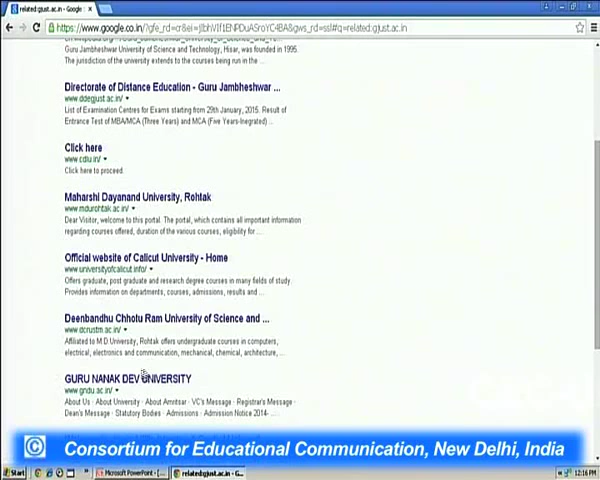 related:gjust.ac.in - Google
https://www.google.co.in/?gfe_rd=cr&ei=jIbhVIf1ENPDuASroYC4BA&gws_rd=ssl#q=related:gjust.ac.in
Guru Jambheshwar University of Science and Technology, Hisar, was founded in 1995.
The jurisdiction of the university extends to the courses being run in the ...
Directorate of Distance Education - Guru Jambheshwar ...
www.ddegjust.ac.in/
List of Examination Centres for Exams starting from 29th January, 2015. Result of
Entrance Test of MBA/MCA (Three Years) and MCA (Five Years-Inegrated) ...
Click here
www.cdlu.in/
Click here to proceed.
Maharshi Dayanand University, Rohtak
www.mdurohtak.ac.in/
Dear Visitor, welcome to this portal. The portal, which contains all important information
regarding courses offered, duration of the various courses, eligibility for ...
Official website of Calicut University - Home
www.universityofcalicut.info/
Offers graduate, post graduate and research degree courses in many fields of study.
Provides information on departments, courses, admissions, results and ...
Deenbandhu Chhotu Ram University of Science and ...
www.dcrustm.ac.in/
Affiliated to M.D.University, Rohtak offers undergraduate courses in computers,
electrical, electronics and communication, mechanical, chemical, architecture, ...
GURU NANAK DEV UNIVERSITY
www.gndu.ac.in/
About Us · About University · About Amritsar · VC's Message · Registrar's Message ·
Dean's Message · Statutory Bodies · Admissions · Admission Notice 2014- ...
© Consortium for Educational Communication, New Delhi, India
Start
Microsoft PowerPoint - [...
related:gjust.ac.in - G...
12:16 PM